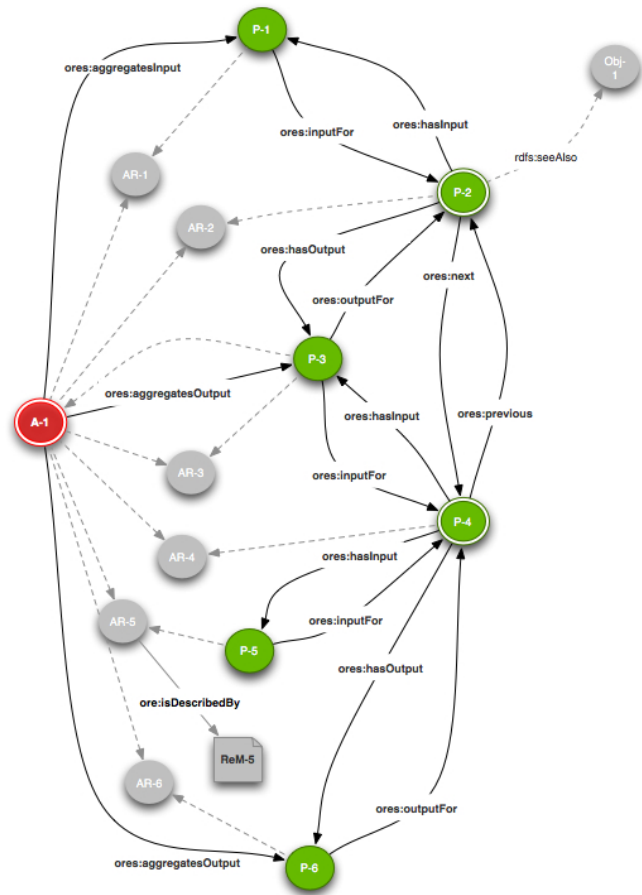 P-1
ores:aggregatesInput
Obj-
1
ores:hasInput
ores:inputFor
rdfs:seeAlso
AR-1
P-2
AR-2
ores:hasOutput
ores:next
ores:outputFor
P-3
ores:aggregatesOutput
ores:hasInput
ores:previous
A-1
AR-3
ores:inputFor
P-4
AR-4
ores:hasInput
AR-5
ores:inputFor
P-5
ores:hasOutput
ore:isDescribedBy
ReM-5
AR-6
ores:outputFor
ores:aggregatesOutput
P-6